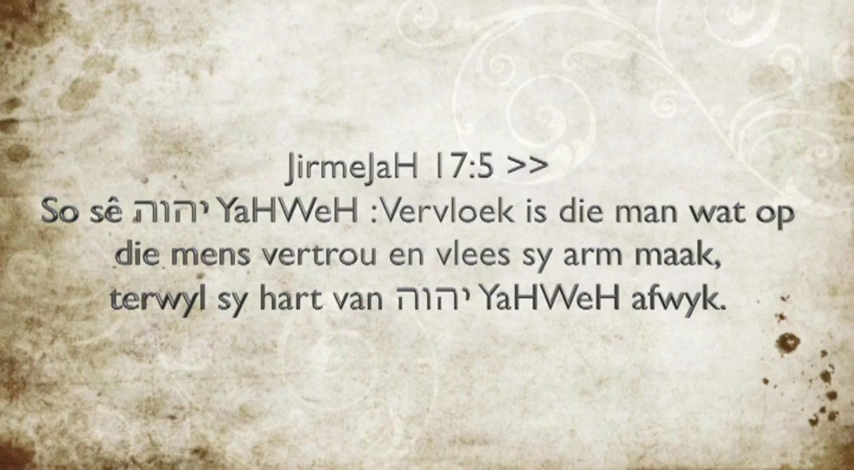 JirmeJaH 17:5 >>
So sê יהוה YaHWeH :Vervloek is die man wat op
die mens vertrou en vlees sy arm maak,
terwyl sy hart van יהוה YaHWeH afwyk.